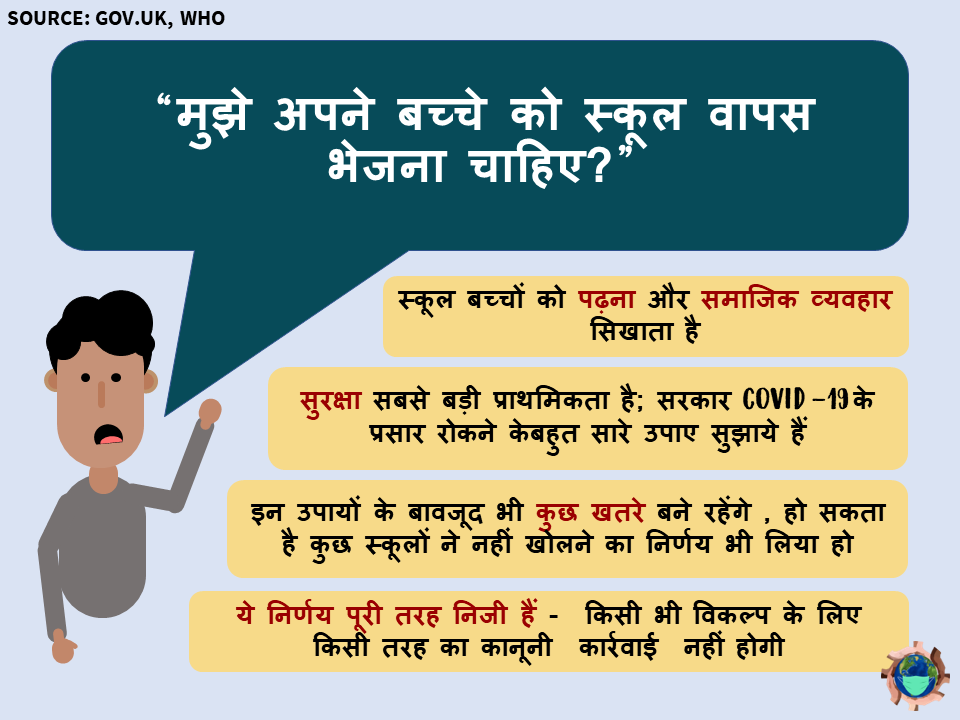 SOURCE: GOV.UK, WHO
“मुझे अपने बच्चे को स्कूल वापस
भेजना चाहिए?”
स्कूल बच्चों को पढ़ना और समाजिक व्यवहार
सिखाता है
सुरक्षा सबसे बड़ी प्राथमिकता है; सरकार COVID –19के
प्रसार रोकने केबहुत सारे उपाए सुझाये हैं
इन उपायों के बावजूद भी कुछ खतरे बने रहेंगे , हो सकता
है कुछ स्कूलों ने नहीं खोलने का निर्णय भी लिया हो
ये निर्णय पूरी तरह निजी हैं - किसी भी विकल्प के लिए
किसी तरह का कानूनी कार्रवाई नहीं होगी